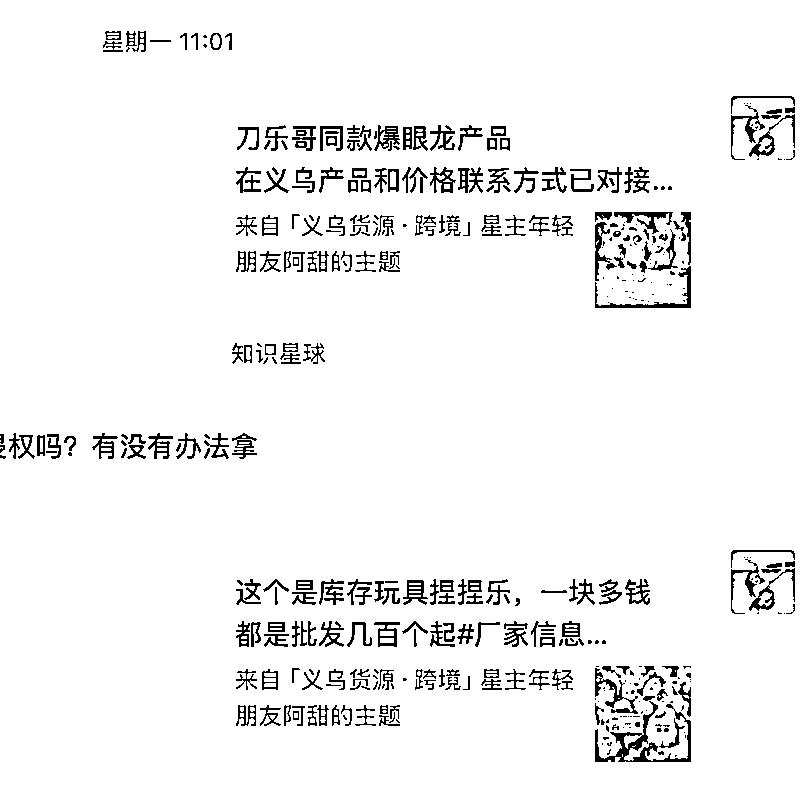 星期一 11:01
刀乐哥同款爆眼龙产品
在义乌产品和价格联系方式已对接...
来自「义乌货源 · 跨境」星主年轻
朋友阿甜的主题
知识星球
权吗？有没有办法拿
这个是库存玩具捏捏乐，一块多钱
都是批发几百个起#厂家信息...
来自「义乌货源 · 跨境」星主年轻
朋友阿甜的主题